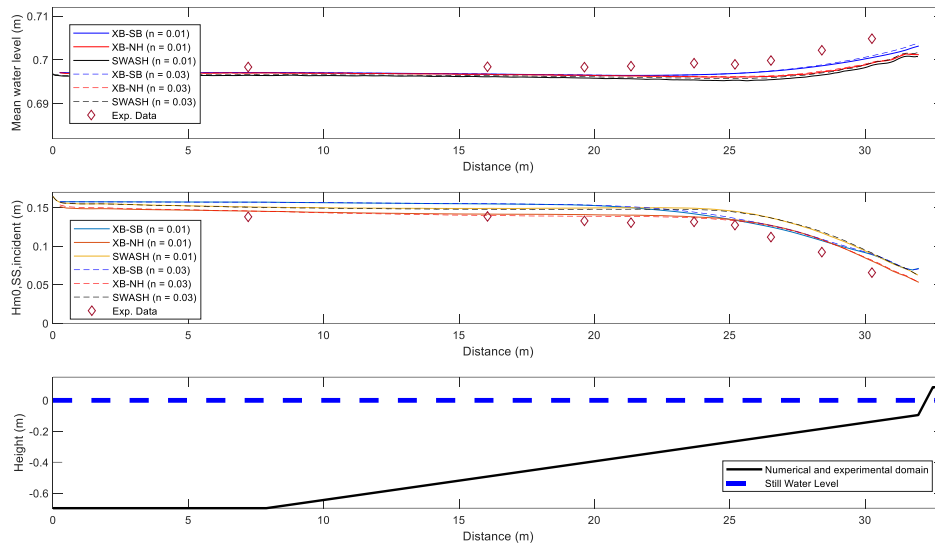 0.71
0.7
0.69
Mean water level (m)
XB-SB (n = 0.01)
XB-NH (n = 0.01)
SWASH (n = 0.01)
XB-SB (n = 0.03)
XB-NH (n = 0.03)
SWASH (n = 0.03)
Exp. Data
0 5 10 15 20 25 30
Distance (m)
0.15
0.1
0.05
0
Hm0,SS,incident (m)
XB-SB (n = 0.01)
XB-NH (n = 0.01)
SWASH (n = 0.01)
XB-SB (n = 0.03)
XB-NH (n = 0.03)
SWASH (n = 0.03)
Exp. Data
0 5 10 15 20 25 30
Distance (m)
0
-0.2
-0.4
-0.6
Height (m)
Numerical and experimental domain
Still Water Level
0 5 10 15 20 25 30
Distance (m)